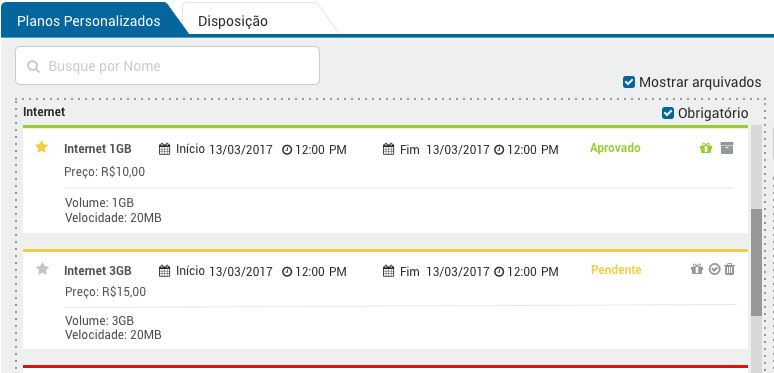 Planos Personalizados Disposição
Busque por Nome
Mostrar arquivados
Internet Obrigatório
Internet 1GB Início 13/03/2017 12:00 PM Fim 13/03/2017 12:00 PM Aprovado
Preço: R$10,00
Volume: 1GB
Velocidade: 20MB
Internet 3GB Início 13/03/2017 12:00 PM Fim 13/03/2017 12:00 PM Pendente
Preço: R$15,00
Volume: 3GB
Velocidade: 20MB